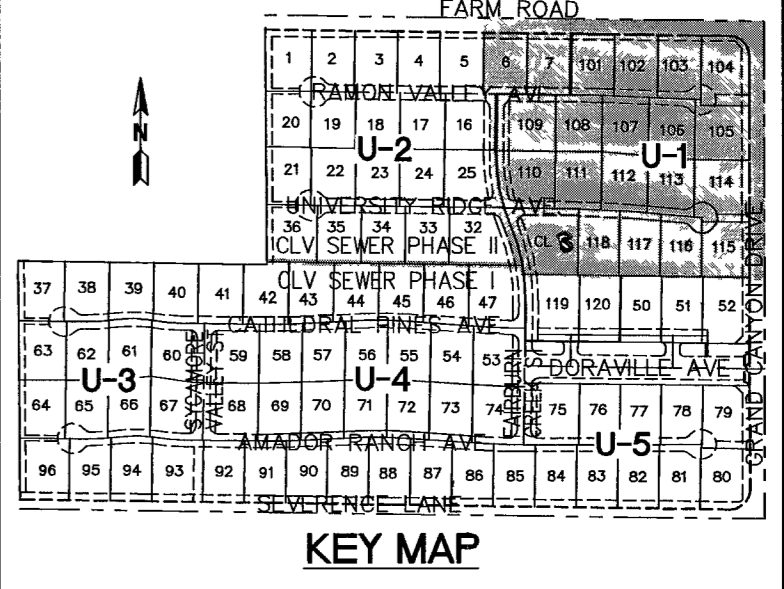 FARM ROAD
1 2 3 4 5 6 7 101 102 103 104
RAMON VALLEY AVE
20 19 18 17 16 109 108 107 106 105
U-2 U-1
21 22 23 24 25 110 111 112 113 114
UNIVERSITY RIDGE AVE
36 35 34 33 32 CL 118 117 116 115
CLV SEWER PHASE II
CLV SEWER PHASE I
37 38 39 40 41 42 43 44 45 46 47 119 120 50 51 52
CATHEDRAL PINES AVE
63 62 61 60 59 58 57 56 55 54 53
DORAVILLE AVE
U-3 U-4
64 65 66 67 68 69 70 71 72 73 74 75 76 77 78 79
SYCAMORE
VALLEY ST
FAIRBURN
CREEK ST
GRAND CANYON DRIVE
AMADOR RANCH AVE
U-5
96 95 94 93 92 91 90 89 88 87 86 85 84 83 82 81 80
SEVERENCE LANE
N
KEY MAP